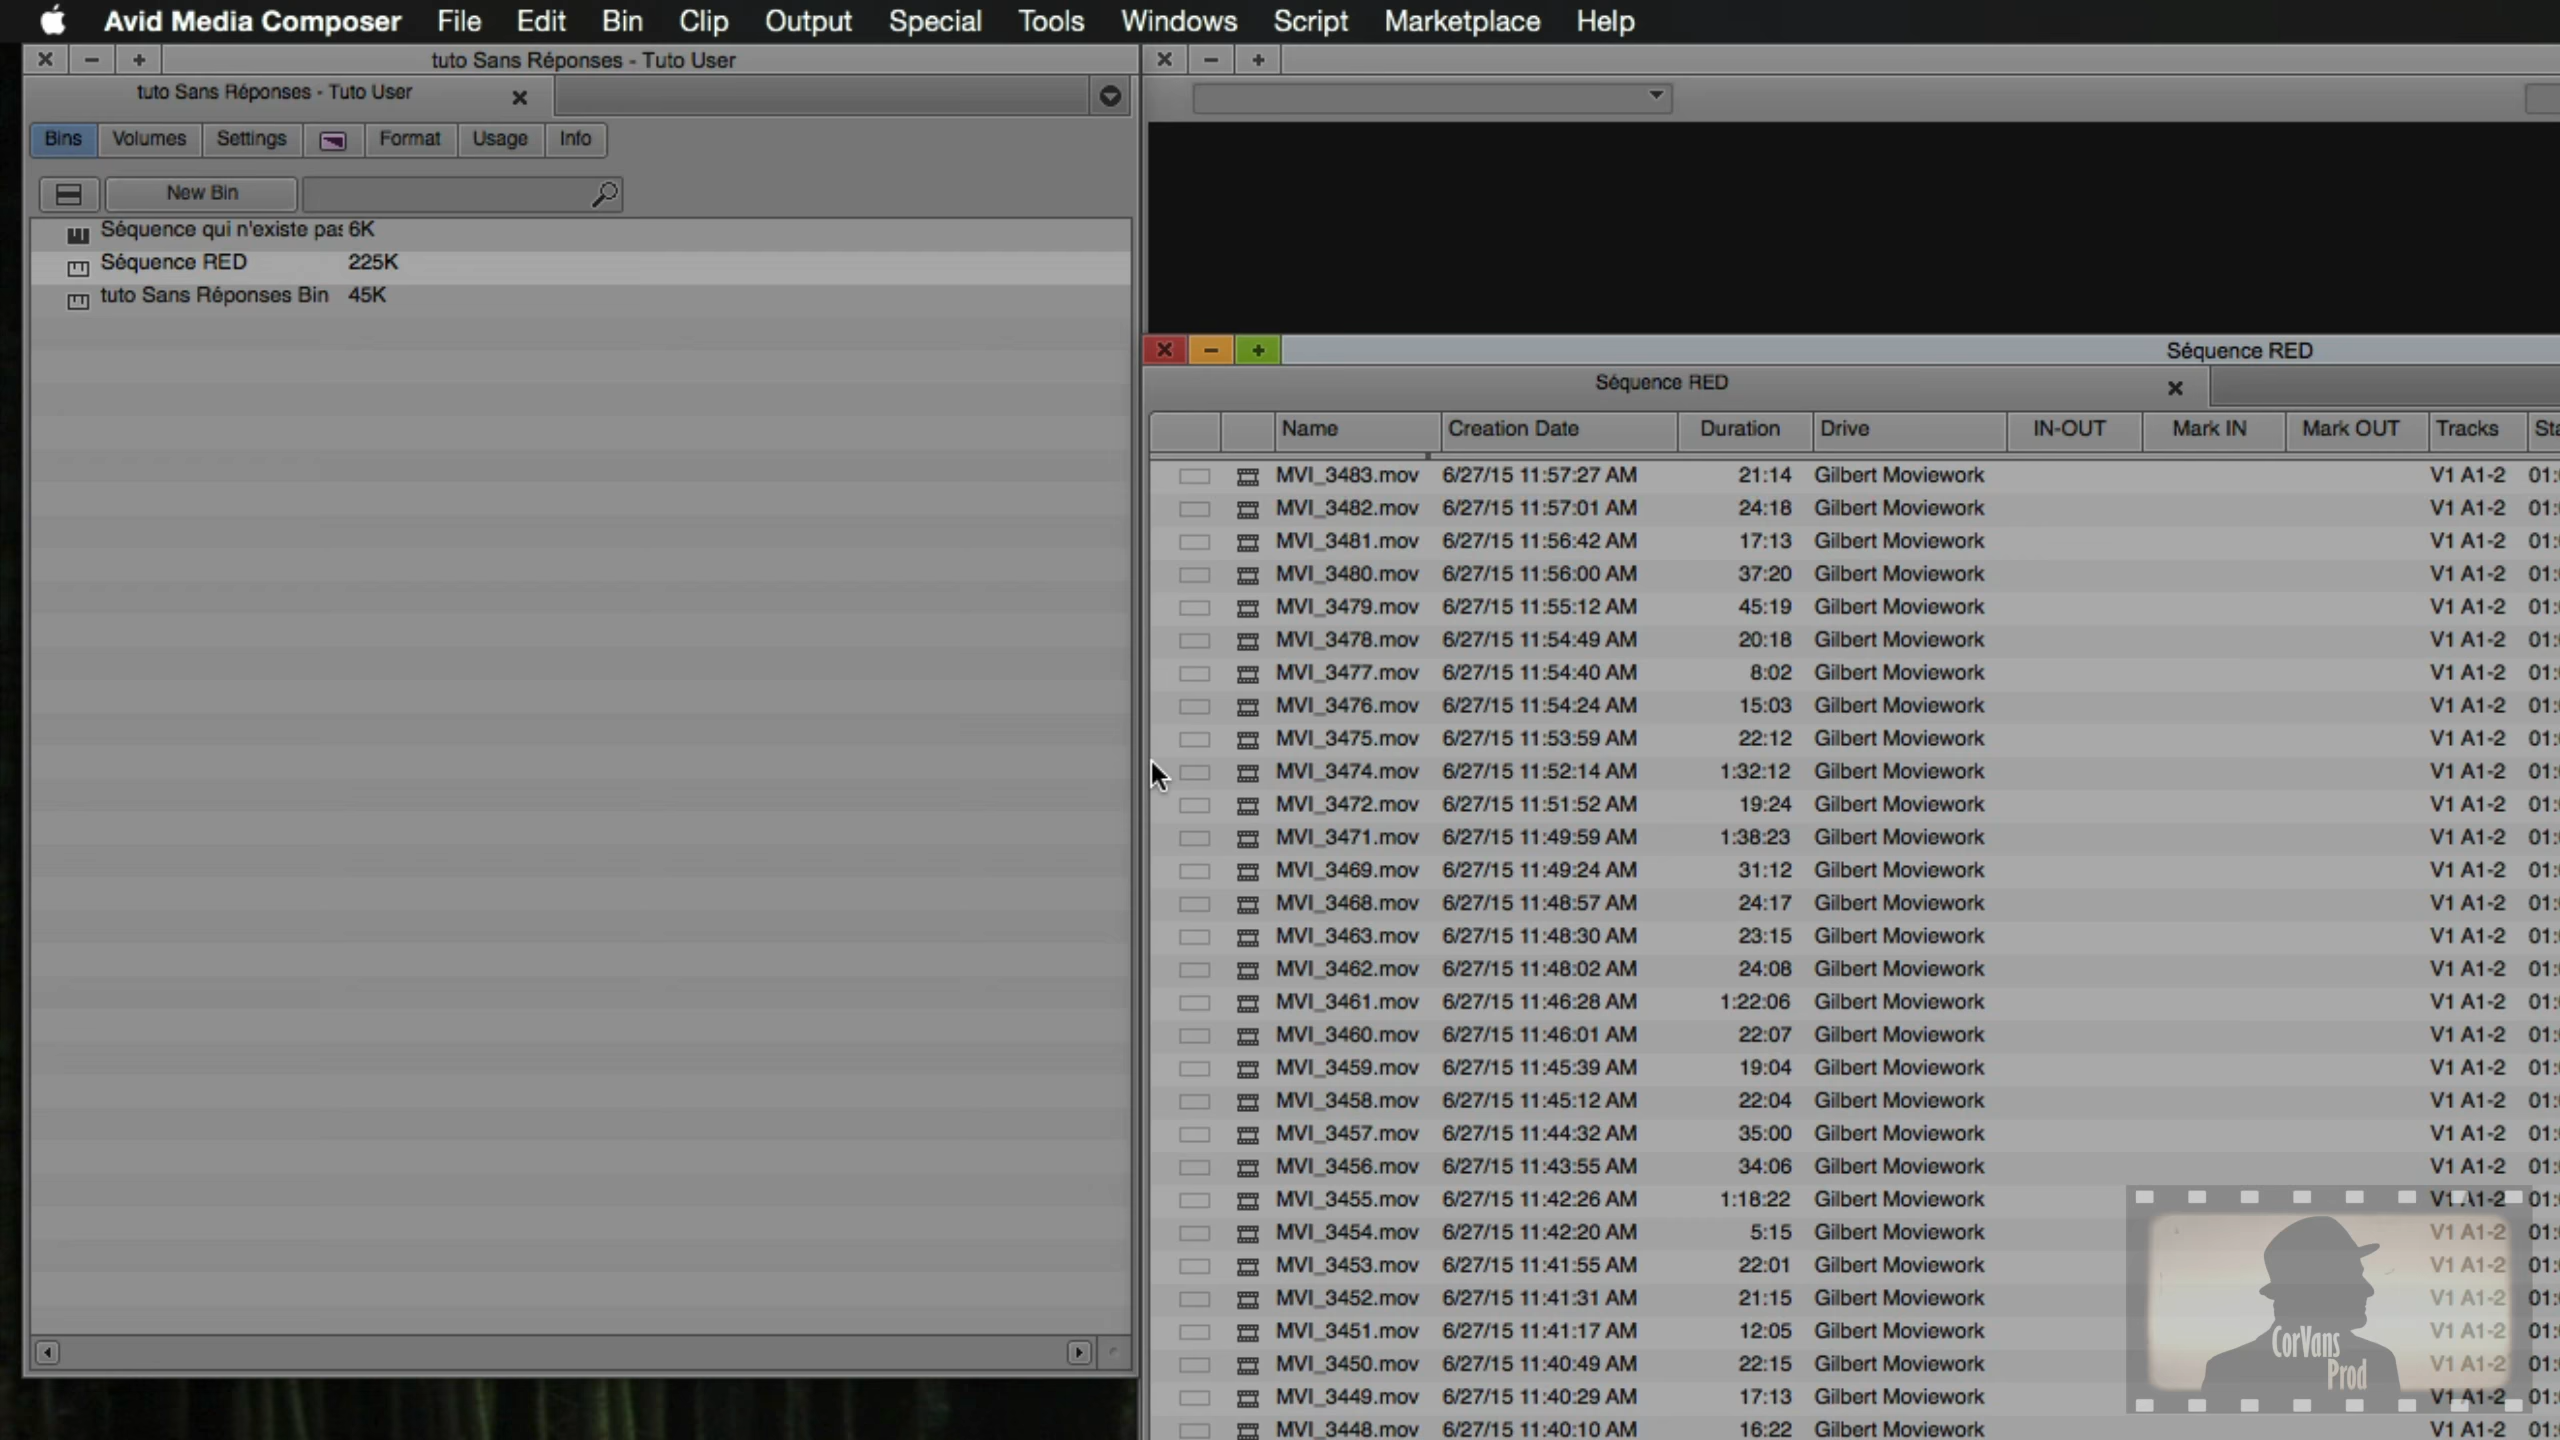 Avid Media Composer File Edit Bin Clip Output Special Tools Windows Script Marketplace Help
tuto Sans Réponses - Tuto User
tuto Sans Réponses - Tuto User
Bins Volumes Settings Format Usage Info
New Bin
Séquence qui n'existe pas 6K
Séquence RED 225K
tuto Sans Réponses Bin 45K
Séquence RED
Séquence RED
Name Creation Date Duration Drive IN-OUT Mark IN Mark OUT Tracks
MVI_3483.mov 6/27/15 11:57:27 AM 21:14 Gilbert Moviework V1 A1-2
MVI_3482.mov 6/27/15 11:57:01 AM 24:18 Gilbert Moviework V1 A1-2
MVI_3481.mov 6/27/15 11:56:42 AM 17:13 Gilbert Moviework V1 A1-2
MVI_3480.mov 6/27/15 11:56:00 AM 37:20 Gilbert Moviework V1 A1-2
MVI_3479.mov 6/27/15 11:55:12 AM 45:19 Gilbert Moviework V1 A1-2
MVI_3478.mov 6/27/15 11:54:49 AM 20:18 Gilbert Moviework V1 A1-2
MVI_3477.mov 6/27/15 11:54:40 AM 8:02 Gilbert Moviework V1 A1-2
MVI_3476.mov 6/27/15 11:54:24 AM 15:03 Gilbert Moviework V1 A1-2
MVI_3475.mov 6/27/15 11:53:59 AM 22:12 Gilbert Moviework V1 A1-2
MVI_3474.mov 6/27/15 11:52:14 AM 1:32:12 Gilbert Moviework V1 A1-2
MVI_3472.mov 6/27/15 11:51:52 AM 19:24 Gilbert Moviework V1 A1-2
MVI_3471.mov 6/27/15 11:49:59 AM 1:38:23 Gilbert Moviework V1 A1-2
MVI_3469.mov 6/27/15 11:49:24 AM 31:12 Gilbert Moviework V1 A1-2
MVI_3468.mov 6/27/15 11:48:57 AM 24:17 Gilbert Moviework V1 A1-2
MVI_3463.mov 6/27/15 11:48:30 AM 23:15 Gilbert Moviework V1 A1-2
MVI_3462.mov 6/27/15 11:48:02 AM 24:08 Gilbert Moviework V1 A1-2
MVI_3461.mov 6/27/15 11:46:28 AM 1:22:06 Gilbert Moviework V1 A1-2
MVI_3460.mov 6/27/15 11:46:01 AM 22:07 Gilbert Moviework V1 A1-2
MVI_3459.mov 6/27/15 11:45:39 AM 19:04 Gilbert Moviework V1 A1-2
MVI_3458.mov 6/27/15 11:45:12 AM 22:04 Gilbert Moviework V1 A1-2
MVI_3457.mov 6/27/15 11:44:32 AM 35:00 Gilbert Moviework V1 A1-2
MVI_3456.mov 6/27/15 11:43:55 AM 34:06 Gilbert Moviework V1 A1-2
MVI_3455.mov 6/27/15 11:42:26 AM 1:18:22 Gilbert Moviework V1 A1-2
MVI_3454.mov 6/27/15 11:42:20 AM 5:15 Gilbert Moviework V1 A1-2
MVI_3453.mov 6/27/15 11:41:55 AM 22:01 Gilbert Moviework V1 A1-2
MVI_3452.mov 6/27/15 11:41:31 AM 21:15 Gilbert Moviework V1 A1-2
MVI_3451.mov 6/27/15 11:41:17 AM 12:05 Gilbert Moviework V1 A1-2
MVI_3450.mov 6/27/15 11:40:49 AM 22:15 Gilbert Moviework V1 A1-2
MVI_3449.mov 6/27/15 11:40:29 AM 17:13 Gilbert Moviework V1 A1-2
MVI_3448.mov 6/27/15 11:40:10 AM 16:22 Gilbert Moviework V1 A1-2
CorVans
Prod